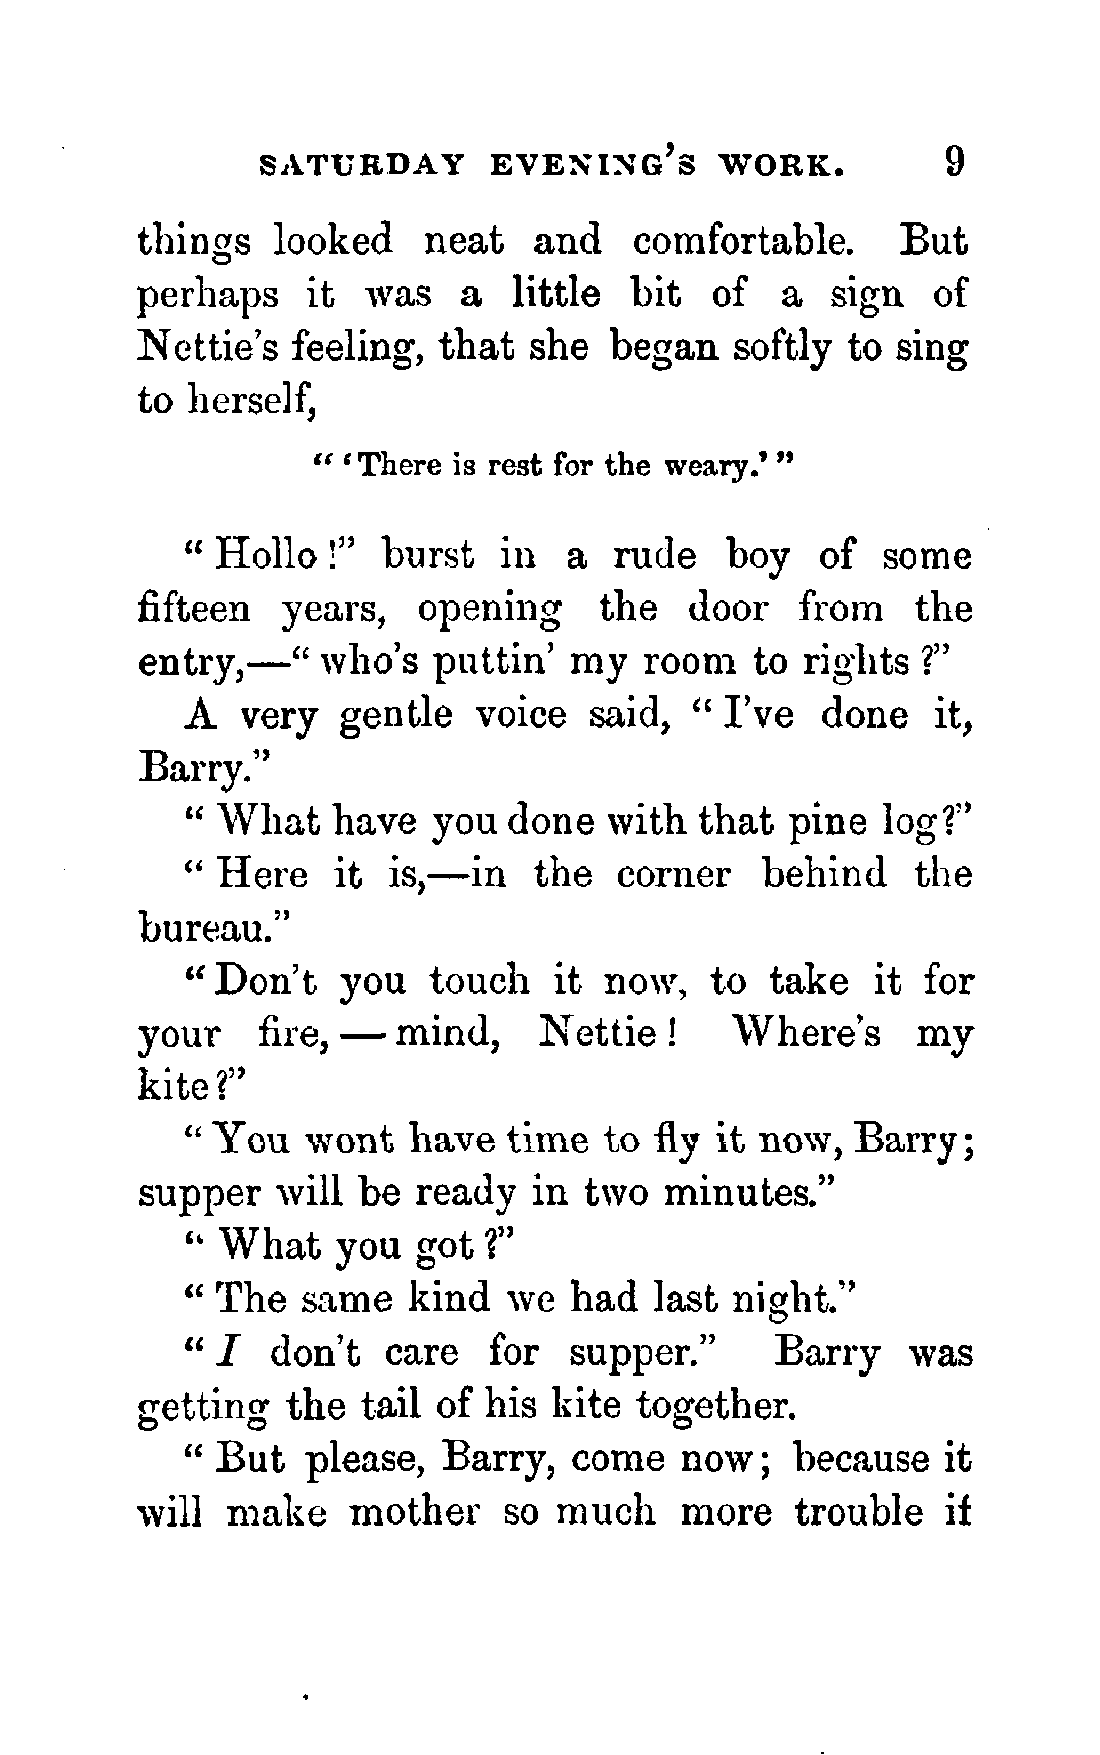 SATURDAY EVENING'S WORK. 9
things looked neat and comfortable. But
perhaps it was a little bit of a sign of
Nettie's feeling, that she began softly to sing
to herself,
“ ‘There is rest for the weary.’ ”
“ Hollo !” burst in a rude boy of some
fifteen years, opening the door from the
entry,—“ who's puttin' my room to rights ?”
A very gentle voice said, “ I've done it,
Barry.”
“ What have you done with that pine log?”
“ Here it is,—in the corner behind the
bureau.”
“ Don't you touch it now, to take it for
your fire, — mind, Nettie ! Where's my
kite ?”
“ You wont have time to fly it now, Barry;
supper will be ready in two minutes.”
“ What you got ?”
“ The same kind we had last night.”
“ I don't care for supper.” Barry was
getting the tail of his kite together.
“ But please, Barry, come now; because it
will make mother so much more trouble if